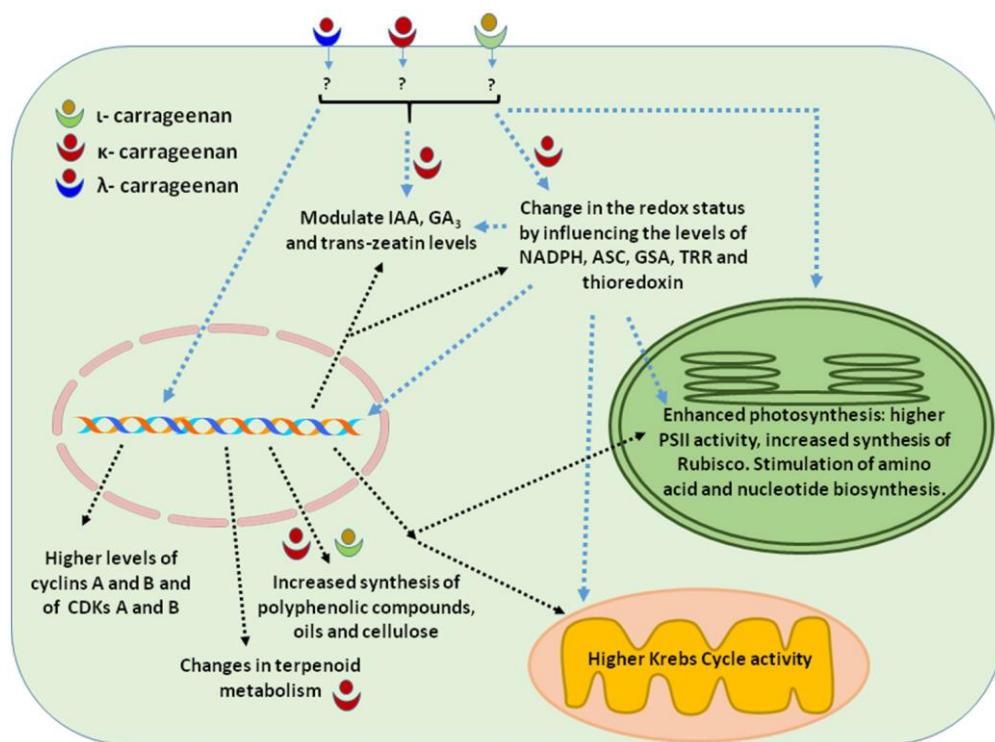 ? ? ?
ι- carrageenan
κ- carrageenan
λ- carrageenan
Modulate IAA, GA₃
and trans-zeatin levels
Change in the redox status
by influencing the levels of
NADPH, ASC, GSA, TRR and
thioredoxin
Enhanced photosynthesis: higher
PSII activity, increased synthesis of
Rubisco. Stimulation of amino
acid and nucleotide biosynthesis.
Higher levels of
cyclins A and B and
of CDKs A and B
Increased synthesis of
polyphenolic compounds,
oils and cellulose
Changes in terpenoid
metabolism
Higher Krebs Cycle activity